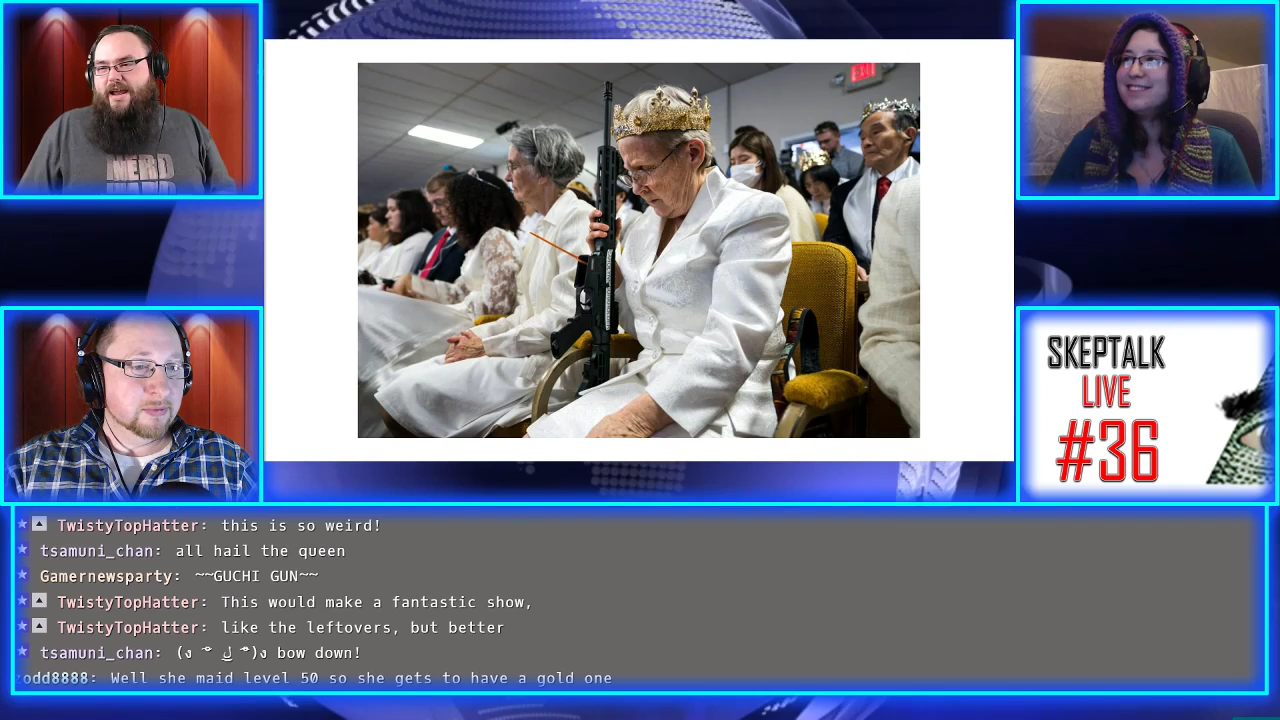 NERD
EXIT
SKEPTALK
LIVE
#36
TwistyTopHatter: this is so weird!
tsamuni_chan: all hail the queen
Gamernewsparty: ~~GUCHI GUN~~
TwistyTopHatter: This would make a fantastic show,
TwistyTopHatter: like the leftovers, but better
tsamuni_chan: (ง ͠° ل͜ °)ง bow down!
odd8888: Well she maid level 50 so she gets to have a gold one